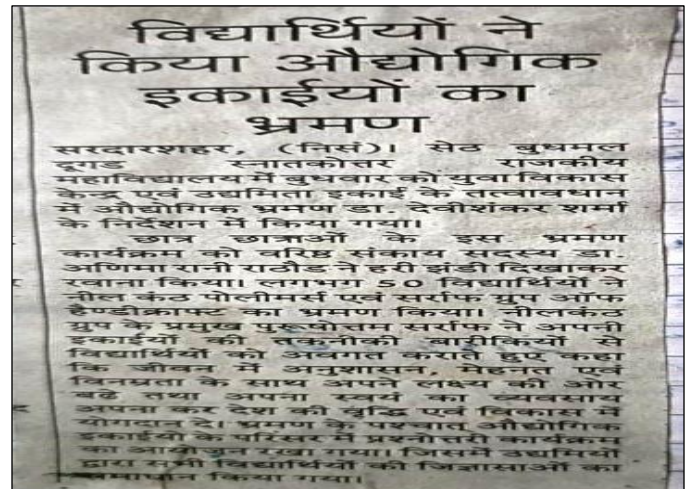 विद्यार्थियों ने
किया औद्योगिक
इकाईयों का
भ्रमण
सरदारशहर, (निसं)। सेठ बुधमल
दूगड स्नातकोत्तर राजकीय
महाविद्यालय में बुधवार कों युवा विकास
केन्द्र एवं उद्यमिता इकाई के तत्वावधान
में औद्योगिक भ्रमण डा. देवीशंकर शर्मा
के निर्देशन में किया गया।
छात्र छात्राओं के इस भ्रमण
कार्यक्रम को वरिष्ठ संकाय सदस्य डा.
अणिमा रानी राठौड ने हरी झंडी दिखाकर
रवाना किया। लगभग 50 विद्यार्थियों ने
नील कंठ पोलीमर्स एवं सर्राफ ग्रुप ऑफ
हैण्डीक्राफ्ट का भ्रमण किया। नीलकंठ
ग्रुप के प्रमुख पुरूषोत्तम सर्राफ ने अपनी
इकाईयों की तकनीकी बारीकियों से
विद्यार्थियों को अवगत कराते हुए कहा
कि जीवन में अनुशासन, मेहनत एवं
विनम्रता के साथ अपने लक्ष्य की ओर
बढे तथा अपना स्वयं का व्यवसाय
अपना कर देश की वृद्धि एवं विकास में
योगदान दे। भ्रमण के पश्चात् औद्योगिक
इकाईयों के परिसर में प्रश्नोत्तरी कार्यक्रम
का आयोजन रखा गया। जिसमें उद्यमियों
द्वारा सभी विद्यार्थियों की जिज्ञासाओं का
समाधान किया गया।